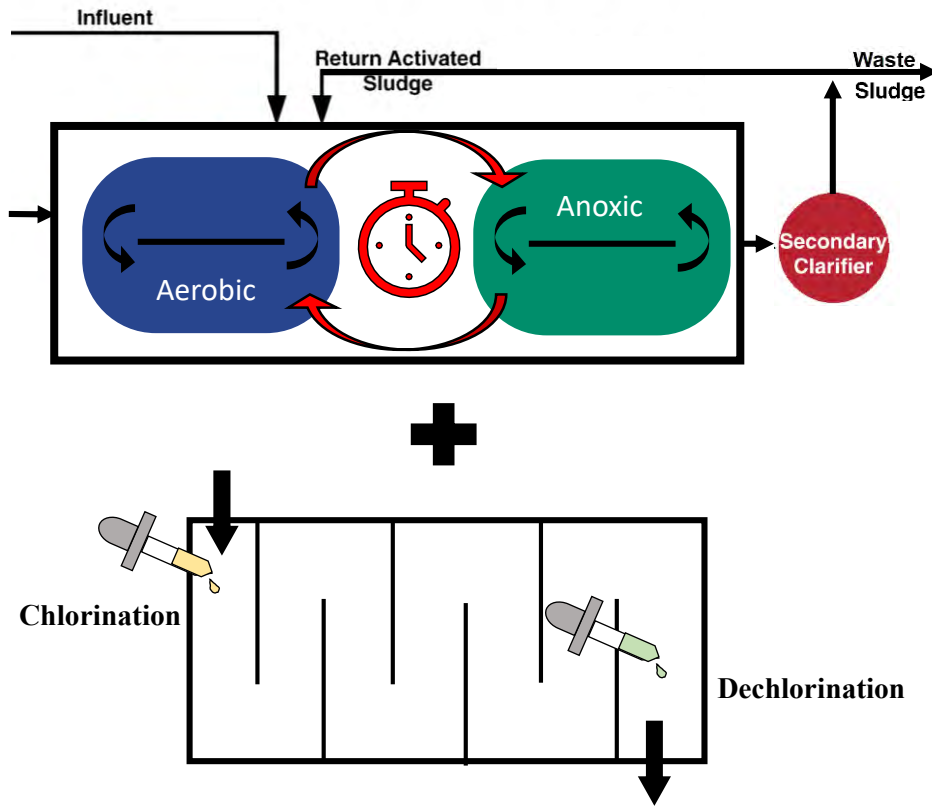 Influent
Return Activated
Sludge
Waste
Sludge
Aerobic
Anoxic
Secondary
Clarifier
Chlorination
Dechlorination